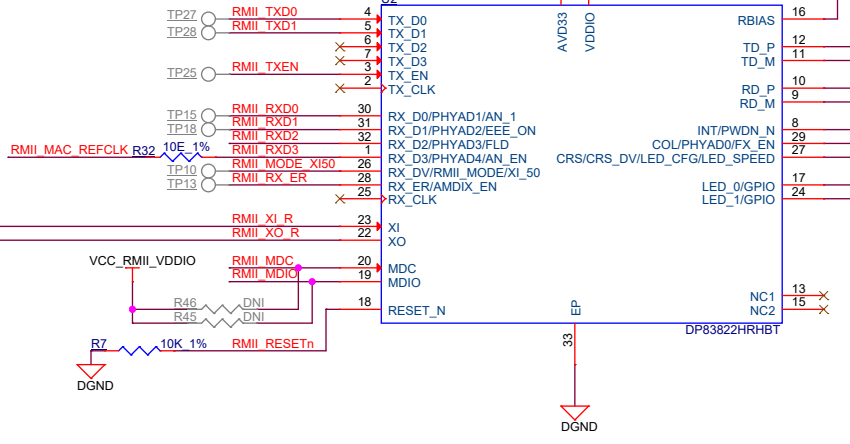 U2
TP27 RMII_TXD0 4 TX_D0 AVD33 VDDIO RBIAS 16
TP28 RMII_TXD1 5 TX_D1
6 TX_D2 TD_P 12
7 TX_D3 TD_M 11
TP25 RMII_TXEN 3 TX_EN
2 TX_CLK RD_P 10
RD_M 9
TP15 RMII_RXD0 30 RX_D0/PHYAD1/AN_1
TP18 RMII_RXD1 31 RX_D1/PHYAD2/EEE_ON INT/PWDN_N 8
RMII_RXD2 32 RX_D2/PHYAD3/FLD COL/PHYAD0/FX_EN 29
RMII_MAC_REFCLK R32 10E_1% RMII_RXD3 1 RX_D3/PHYAD4/AN_EN CRS/CRS_DV/LED_CFG/LED_SPEED 27
TP10 RMII_MODE_XI50 26 RX_DV/RMII_MODE/XI_50
TP13 RMII_RX_ER 28 RX_ER/AMDIX_EN LED_0/GPIO 17
25 RX_CLK LED_1/GPIO 24
RMII_XI_R 23 XI
RMII_XO_R 22 XO
VCC_RMII_VDDIO RMII_MDC 20 MDC
RMII_MDIO 19 MDIO
NC1 13
R46 DNI 18 RESET_N EP NC2 15
R45 DNI
DP83822HRHBT
R7 10K_1% RMII_RESETn 33
DGND
DGND